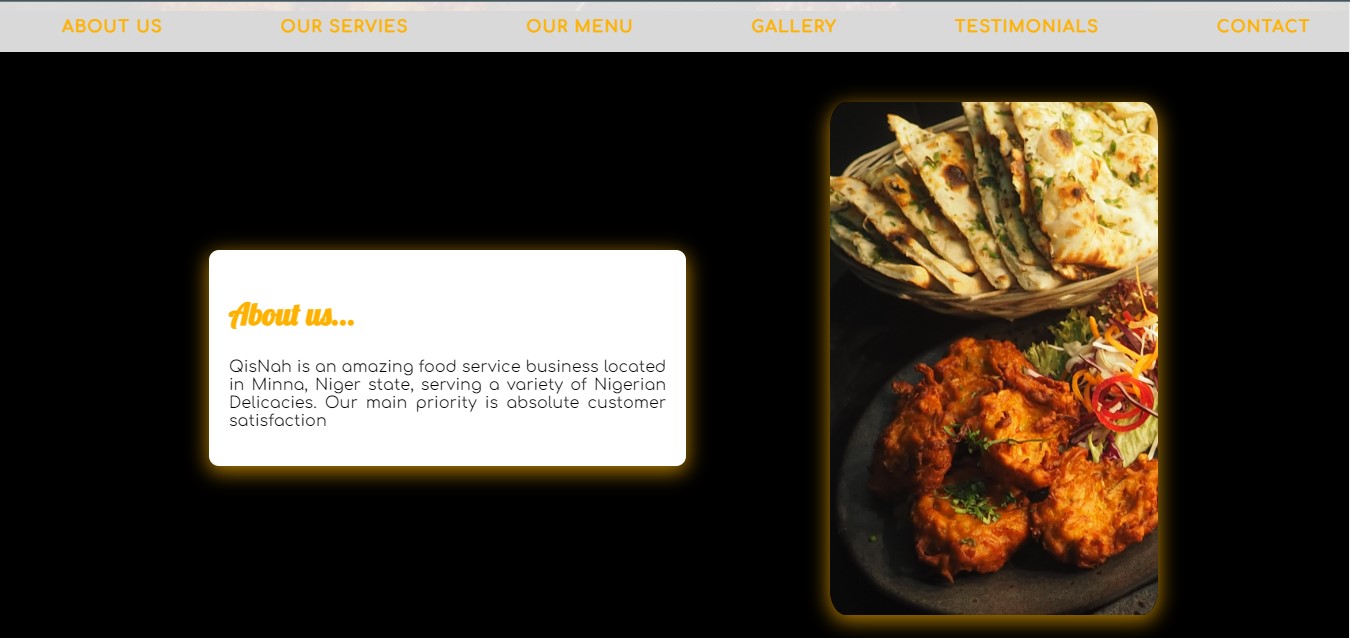 ABOUT US OUR SERVIES OUR MENU GALLERY TESTIMONIALS CONTACT
About us...
QisNah is an amazing food service business located
in Minna, Niger state, serving a variety of Nigerian
Delicacies. Our main priority is absolute customer
satisfaction